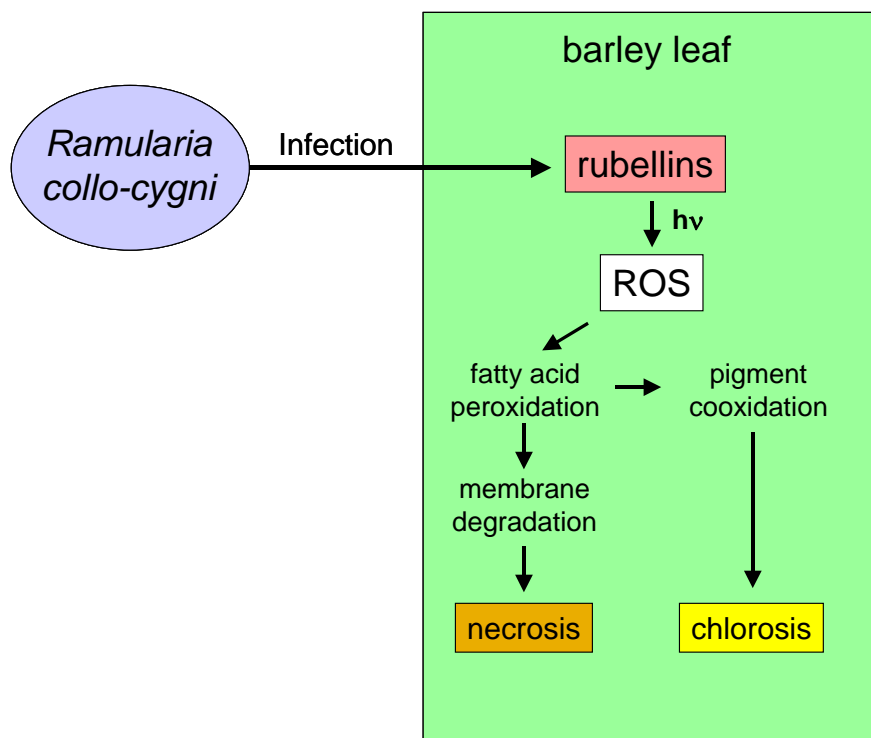 barley leaf
Ramularia
collo-cygni
Infection
rubellins
hν
ROS
fatty acid
peroxidation
pigment
cooxidation
membrane
degradation
necrosis
chlorosis